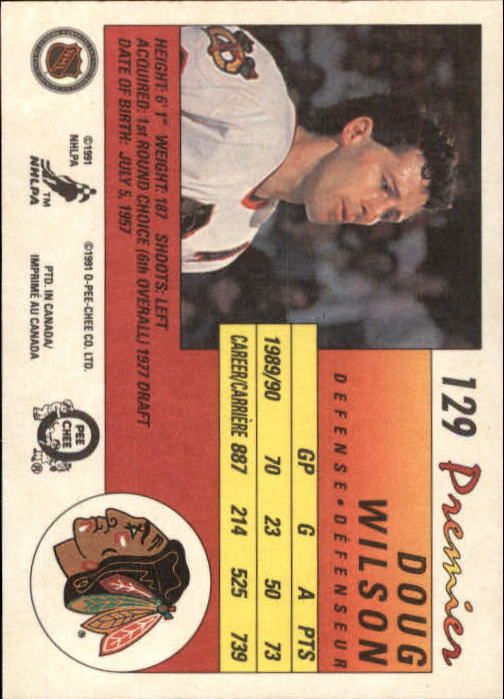 129 Premier
DOUG
WILSON
DEFENSE • DÉFENSEUR
GP G A PTS
1989/90 70 23 50 73
CAREER/CARRIÈRE 887 214 525 739
HEIGHT: 6' 1" WEIGHT: 187 SHOOTS: LEFT
ACQUIRED: 1st ROUND CHOICE (6th OVERALL) 1977 DRAFT
DATE OF BIRTH: JULY 5, 1957
NHL
©1991
NHLPA
TM
NHLPA
©1991 O-PEE-CHEE CO. LTD.
PTD. IN CANADA/
IMPRIMÉ AU CANADA
O
PEE
CHEE
®
®